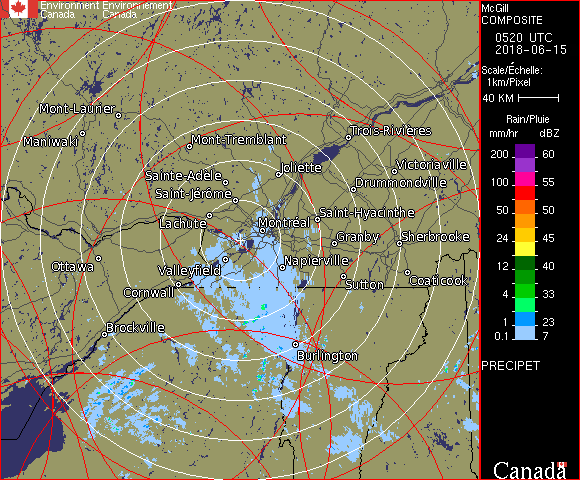 Environment Environnement
Canada Canada
McGill
COMPOSITE
0520 UTC
2018-06-15
Scale/Échelle:
1km/Pixel
40 KM
Rain/Pluie
mm/hr dBZ
200 60
55
100 55
50 50
24 45
12 40
4 33
1 23
0.1 7
PRECIPET
Canada
Mont-Laurier
Maniwaki
Mont-Tremblant
Trois-Rivières
Sainte-Adèle
Joliette
Victoriaville
Saint-Jérôme
Drummondville
Lachute
Montréal
Saint-Hyacinthe
Granby
Sherbrooke
Ottawa
Valleyfield
Napierville
Cornwall
Sutton
Coaticook
Brockville
Burlington